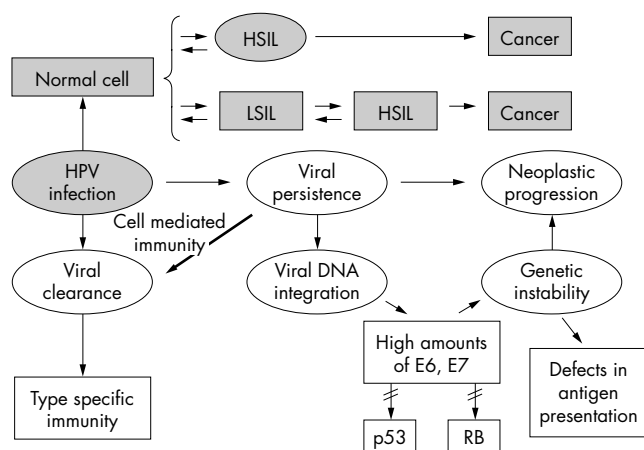 HSIL
Cancer
Normal cell
LSIL
HSIL
Cancer
HPV
infection
Viral
persistence
Neoplastic
progression
Cell mediated
immunity
Viral
clearance
Viral DNA
integration
Genetic
instability
High amounts
of E6, E7
Type specific
immunity
Defects in
antigen
presentation
p53
RB